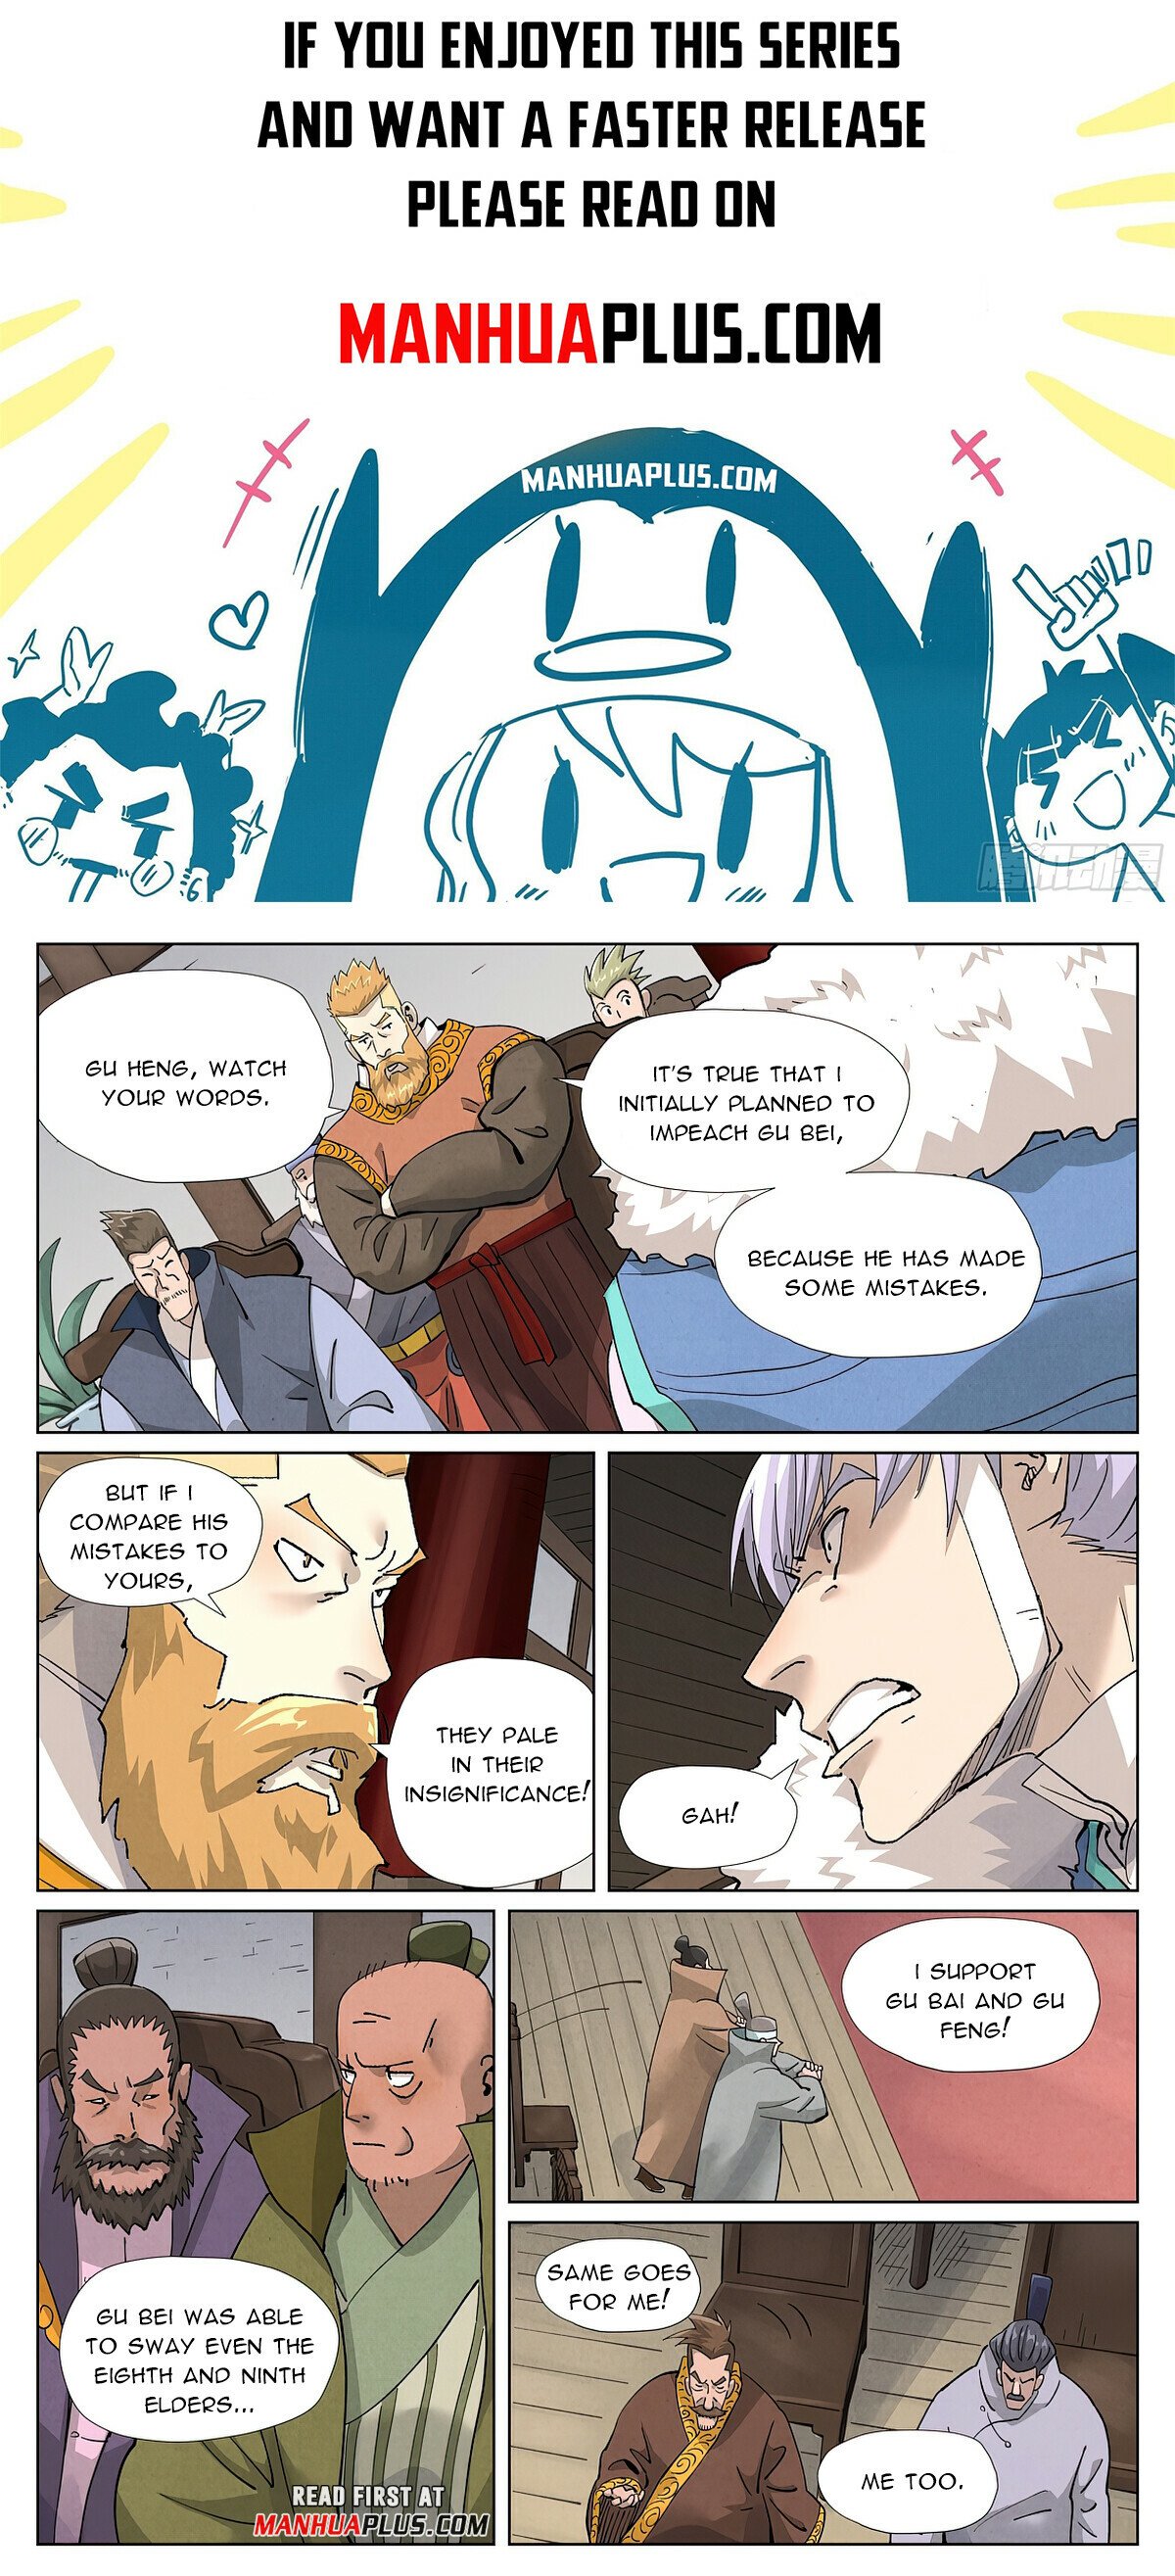 IF YOU ENJOYED THIS SERIES
AND WANT A FASTER RELEASE
PLEASE READ ON
MANHUAPLUS.COM
MANHUAPLUS.COM
腾讯动漫
GU HENG, WATCH
YOUR WORDS.
IT'S TRUE THAT I
INITIALLY PLANNED TO
IMPEACH GU BEI,
BECAUSE HE HAS MADE
SOME MISTAKES.
BUT IF I
COMPARE HIS
MISTAKES TO
YOURS,
THEY PALE
IN THEIR
INSIGNIFICANCE!
GAH!
GU BEI WAS ABLE
TO SWAY EVEN THE
EIGHTH AND NINTH
ELDERS...
I SUPPORT
GU BAI AND GU
FENG!
SAME GOES
FOR ME!
ME TOO.
READ FIRST AT
MANHUAPLUS.COM